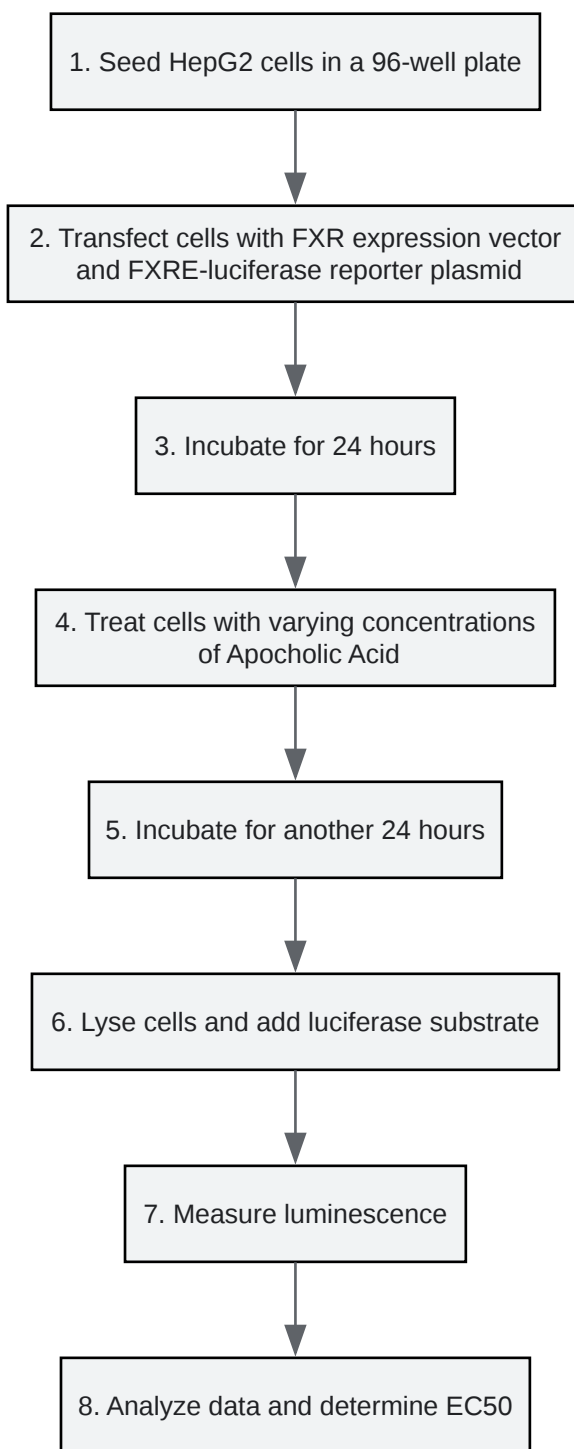 1. Seed HepG2 cells in a 96-well plate
2. Transfect cells with FXR expression vector
and FXRE-luciferase reporter plasmid
3. Incubate for 24 hours
4. Treat cells with varying concentrations
of Apocholic Acid
5. Incubate for another 24 hours
6. Lyse cells and add luciferase substrate
7. Measure luminescence
8. Analyze data and determine EC50